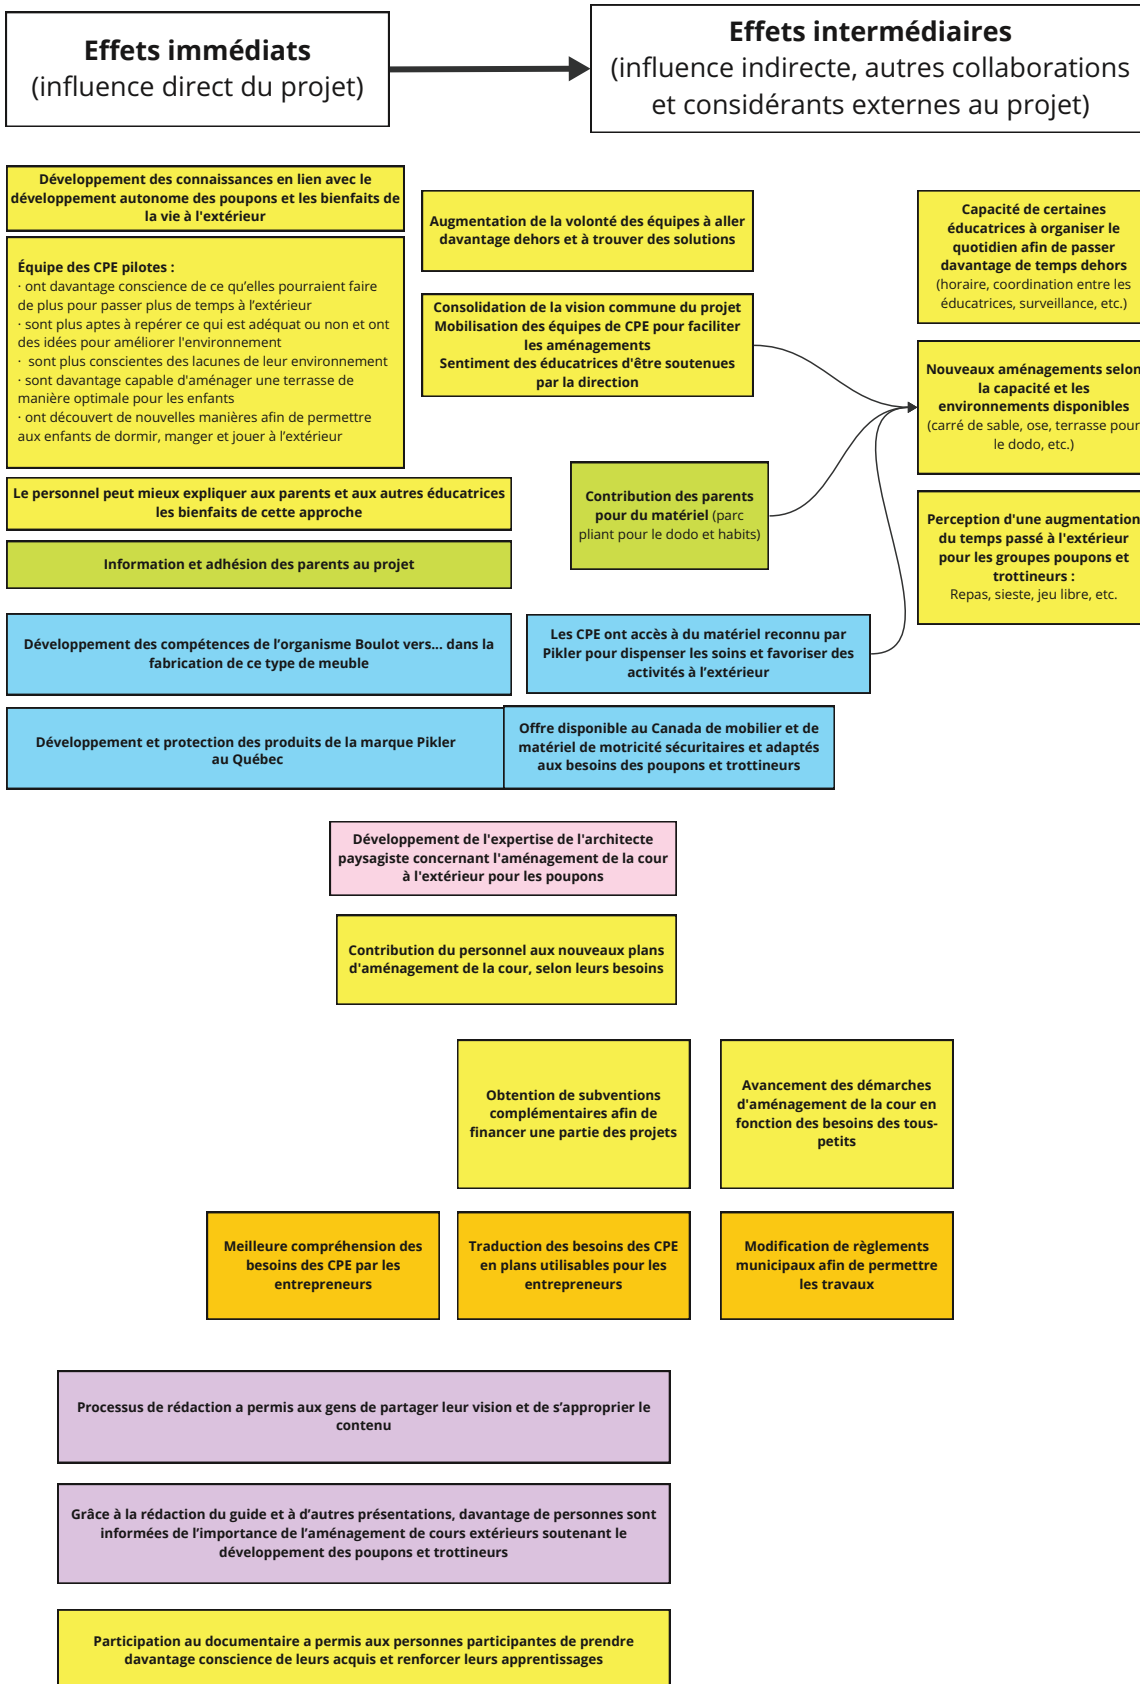 Effets immédiats
(influence direct du projet)
Effets intermédiaires
(influence indirecte, autres collaborations
et considérants externes au projet)
Développement des connaissances en lien avec le
développement autonome des poupons et les bienfaits de
la vie à l'extérieur
Équipe des CPE pilotes :
· ont davantage conscience de ce qu'elles pourraient faire
de plus pour passer plus de temps à l'extérieur
· sont plus aptes à repérer ce qui est adéquat ou non et ont
des idées pour améliorer l'environnement
·  sont plus conscientes des lacunes de leur environnement
· sont davantage capable d'aménager une terrasse de
manière optimale pour les enfants
· ont découvert de nouvelles manières afin de permettre
aux enfants de dormir, manger et jouer à l'extérieur
Le personnel peut mieux expliquer aux parents et aux autres éducatrices
les bienfaits de cette approche
Information et adhésion des parents au projet
Développement des compétences de l'organisme Boulot vers... dans la
fabrication de ce type de meuble
Développement et protection des produits de la marque Pikler
au Québec
Augmentation de la volonté des équipes à aller
davantage dehors et à trouver des solutions
Consolidation de la vision commune du projet
Mobilisation des équipes de CPE pour faciliter
les aménagements
Sentiment des éducatrices d'être soutenues
par la direction
Contribution des parents
pour du matériel (parc
pliant pour le dodo et habits)
Les CPE ont accès à du matériel reconnu par
Pikler pour dispenser les soins et favoriser des
activités à l'extérieur
Offre disponible au Canada de mobilier et de
matériel de motricité sécuritaires et adaptés
aux besoins des poupons et trottineurs
Capacité de certaines
éducatrices à organiser le
quotidien afin de passer
davantage de temps dehors
(horaire, coordination entre les
éducatrices, surveillance, etc.)
Nouveaux aménagements selon
la capacité et les
environnements disponibles
(carré de sable, ose, terrasse pour
le dodo, etc.)
Perception d'une augmentation
du temps passé à l'extérieur
pour les groupes poupons et
trottineurs :
Repas, sieste, jeu libre, etc.
Développement de l'expertise de l'architecte
paysagiste concernant l'aménagement de la cour
à l'extérieur pour les poupons
Contribution du personnel aux nouveaux plans
d'aménagement de la cour, selon leurs besoins
Obtention de subventions
complémentaires afin de
financer une partie des projets
Avancement des démarches
d'aménagement de la cour en
fonction des besoins des tous-
petits
Meilleure compréhension des
besoins des CPE par les
entrepreneurs
Traduction des besoins des CPE
en plans utilisables pour les
entrepreneurs
Modification de règlements
municipaux afin de permettre
les travaux
Processus de rédaction a permis aux gens de partager leur vision et de s'approprier le
contenu
Grâce à la rédaction du guide et à d'autres présentations, davantage de personnes sont
informées de l'importance de l'aménagement de cours extérieurs soutenant le
développement des poupons et trottineurs
Participation au documentaire a permis aux personnes participantes de prendre
davantage conscience de leurs acquis et renforcer leurs apprentissages